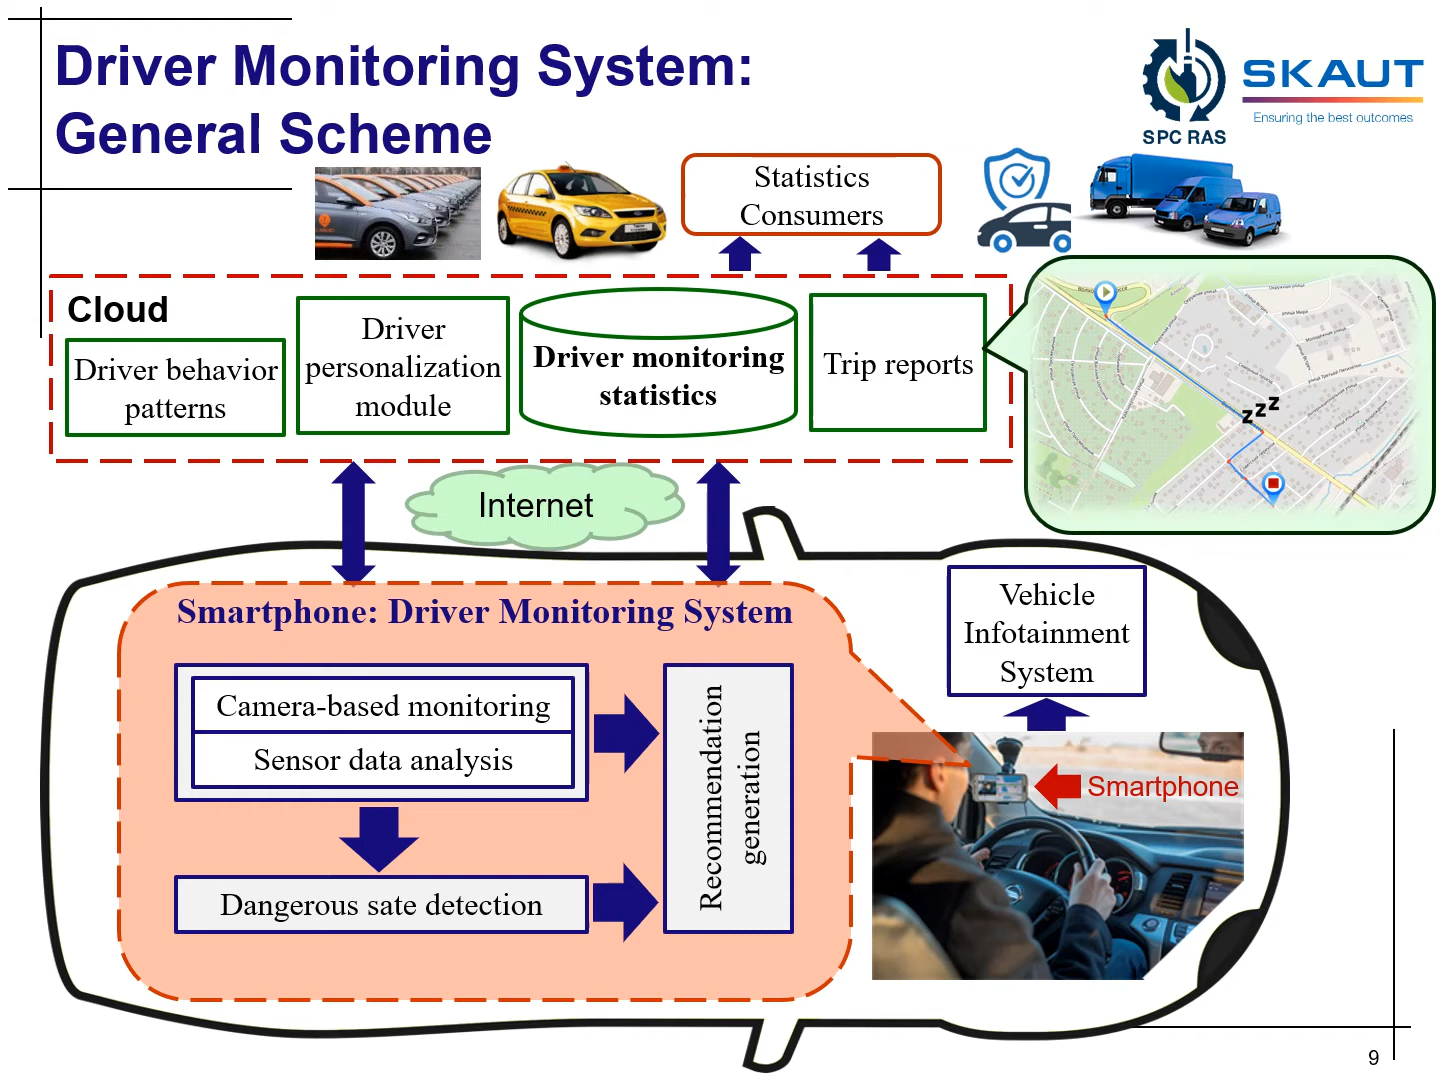 Driver Monitoring System:
General Scheme
SPC RAS
SKAUT
Ensuring the best outcomes
Statistics
Consumers
Cloud
Driver behavior
patterns
Driver
personalization
module
Driver monitoring
statistics
Trip reports
z z z
Internet
Smartphone: Driver Monitoring System
Camera-based monitoring
Sensor data analysis
Dangerous sate detection
Recommendation
generation
Vehicle
Infotainment
System
Smartphone
9